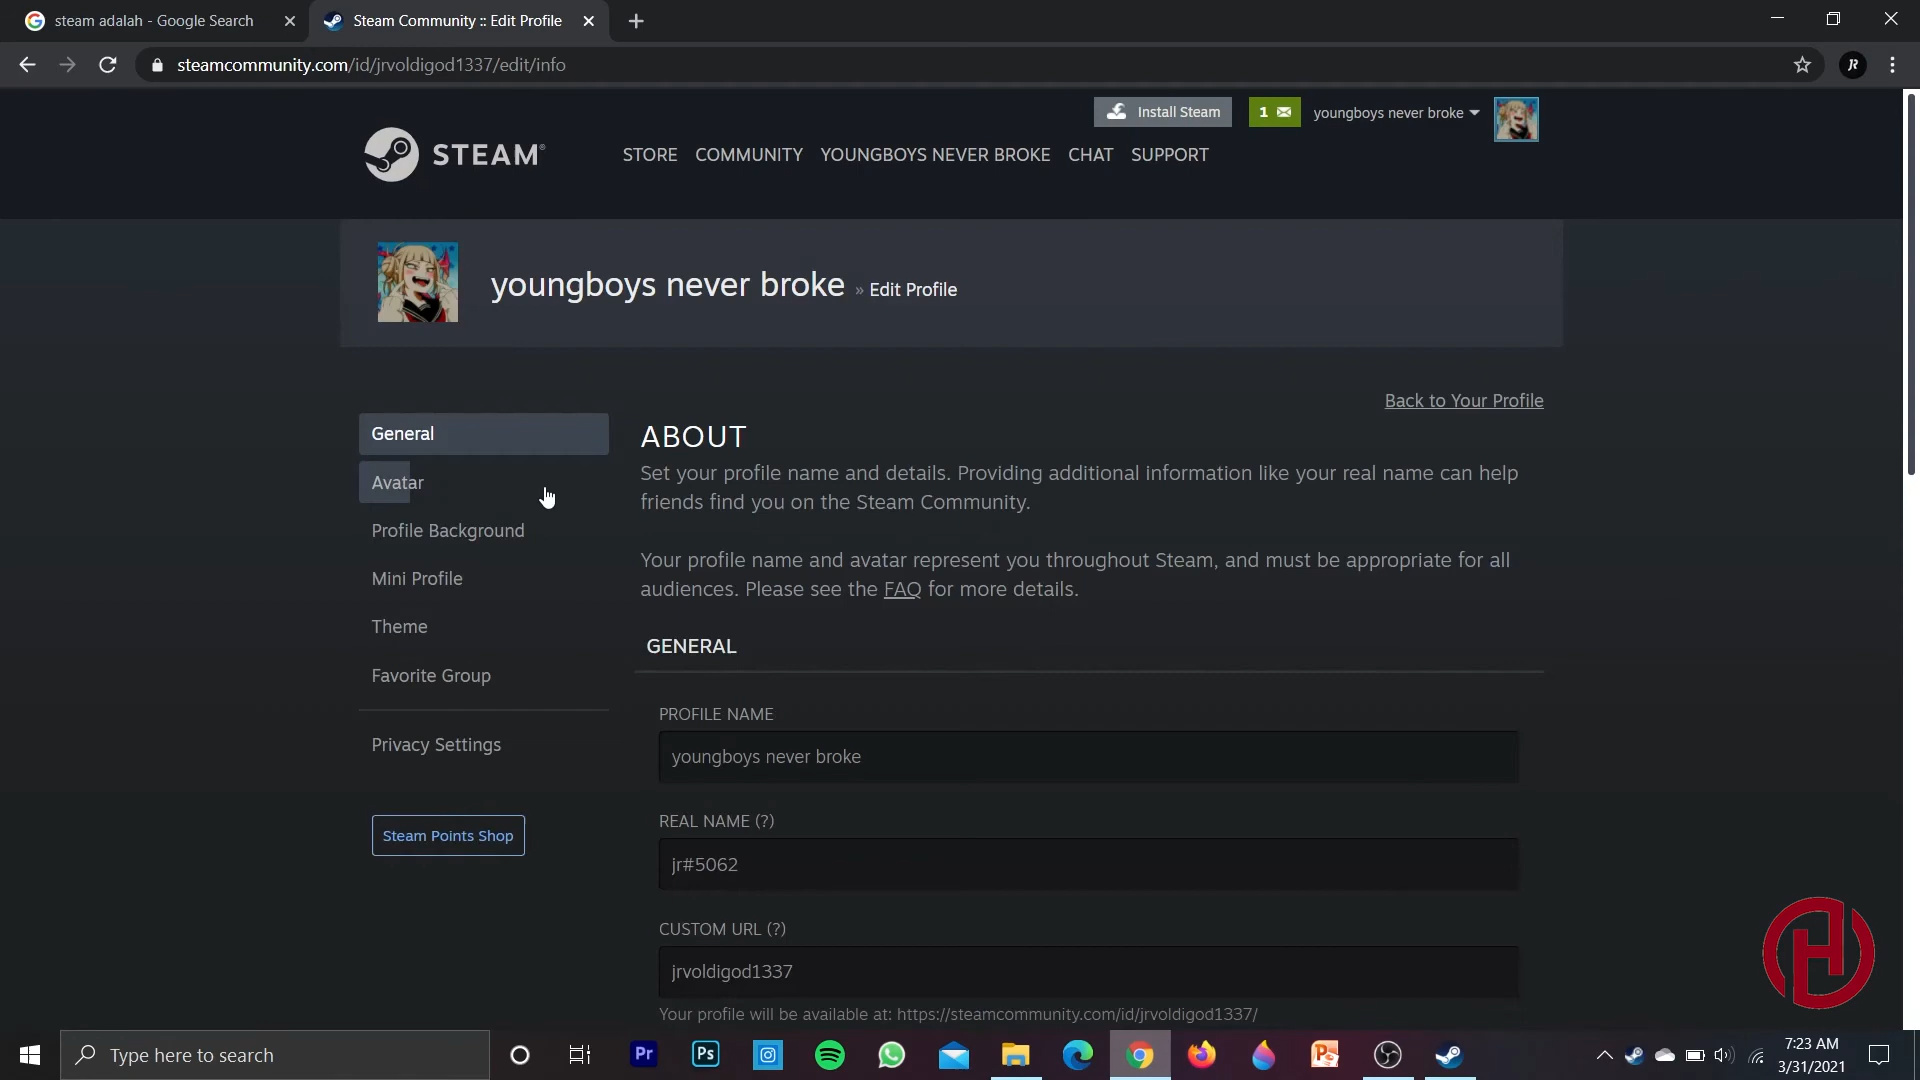 steam adalah - Google Search
Steam Community :: Edit Profile
steamcommunity.com/id/jrvoldigod1337/edit/info
JR
Install Steam
1
youngboys never broke
STEAM®
STORE COMMUNITY YOUNGBOYS NEVER BROKE CHAT SUPPORT
youngboys never broke » Edit Profile
Back to Your Profile
General
Avatar
Profile Background
Mini Profile
Theme
Favorite Group
Privacy Settings
Steam Points Shop
ABOUT
Set your profile name and details. Providing additional information like your real name can help
friends find you on the Steam Community.
Your profile name and avatar represent you throughout Steam, and must be appropriate for all
audiences. Please see the FAQ for more details.
GENERAL
PROFILE NAME
youngboys never broke
REAL NAME (?)
jr#5062
CUSTOM URL (?)
jrvoldigod1337
Your profile will be available at: https://steamcommunity.com/id/jrvoldigod1337/
H
Type here to search
Pr
Ps
7:23 AM
3/31/2021